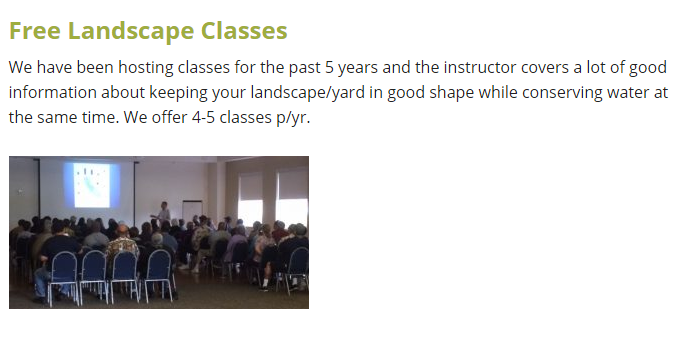 Free Landscape Classes
We have been hosting classes for the past 5 years and the instructor covers a lot of good
information about keeping your landscape/yard in good shape while conserving water at
the same time. We offer 4-5 classes p/yr.